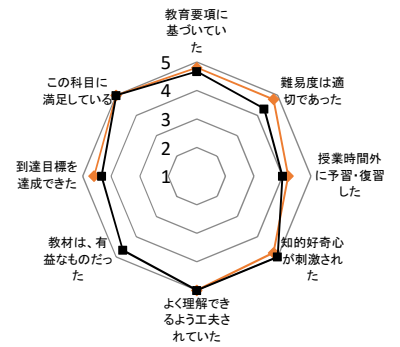 教育要項に
基づいてい
た
難易度は適
切であった
授業時間外
に予習・復習
した
知的好奇心
が刺激され
た
よく理解でき
るよう工夫さ
れていた
教材は、有
益なものだっ
た
到達目標を
達成できた
この科目に
満足している
5
4
3
2
1